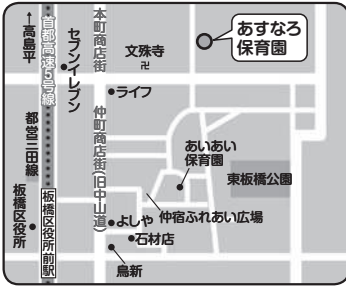 あすなろ
保育園
←高島平
首都高速5号線
セブンイレブン
本町商店街
文殊寺
卍
ライフ
仲町商店街(旧中山道)
都営三田線
板橋区役所
板橋区役所前駅
あいあい
保育園
東板橋公園
仲宿ふれあい広場
よしや
石材店
鳥新